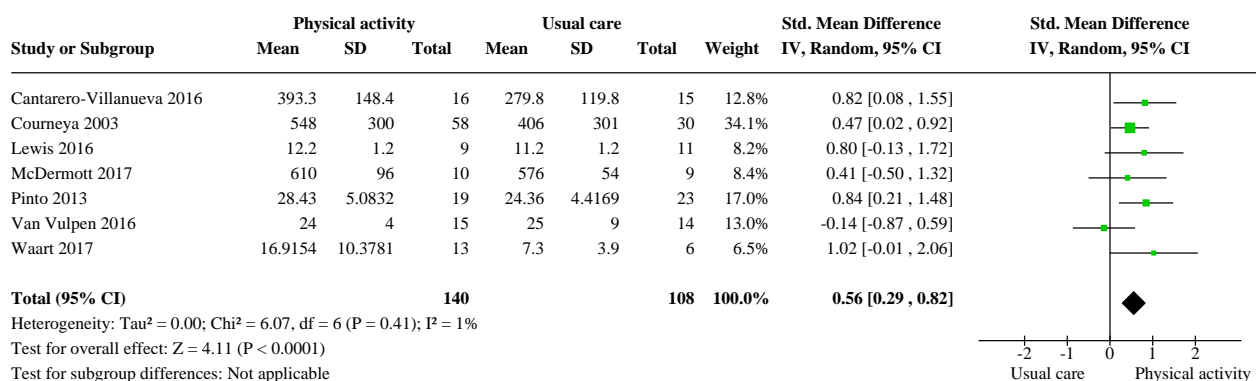 Physical activity Usual care Std. Mean Difference Std. Mean Difference
Study or Subgroup Mean SD Total Mean SD Total Weight IV, Random, 95% CI IV, Random, 95% CI
Cantarero-Villanueva 2016 393.3 148.4 16 279.8 119.8 15 12.8% 0.82 [0.08 , 1.55]
Courneya 2003 548 300 58 406 301 30 34.1% 0.47 [0.02 , 0.92]
Lewis 2016 12.2 1.2 9 11.2 1.2 11 8.2% 0.80 [-0.13 , 1.72]
McDermott 2017 610 96 10 576 54 9 8.4% 0.41 [-0.50 , 1.32]
Pinto 2013 28.43 5.0832 19 24.36 4.4169 23 17.0% 0.84 [0.21 , 1.48]
Van Vulpen 2016 24 4 15 25 9 14 13.0% -0.14 [-0.87 , 0.59]
Waart 2017 16.9154 10.3781 13 7.3 3.9 6 6.5% 1.02 [-0.01 , 2.06]
Total (95% CI) 140 108 100.0% 0.56 [0.29 , 0.82]
Heterogeneity: Tau² = 0.00; Chi² = 6.07, df = 6 (P = 0.41); I² = 1%
Test for overall effect: Z = 4.11 (P < 0.0001)
-2 -1 0 1 2
Test for subgroup differences: Not applicable Usual care Physical activity